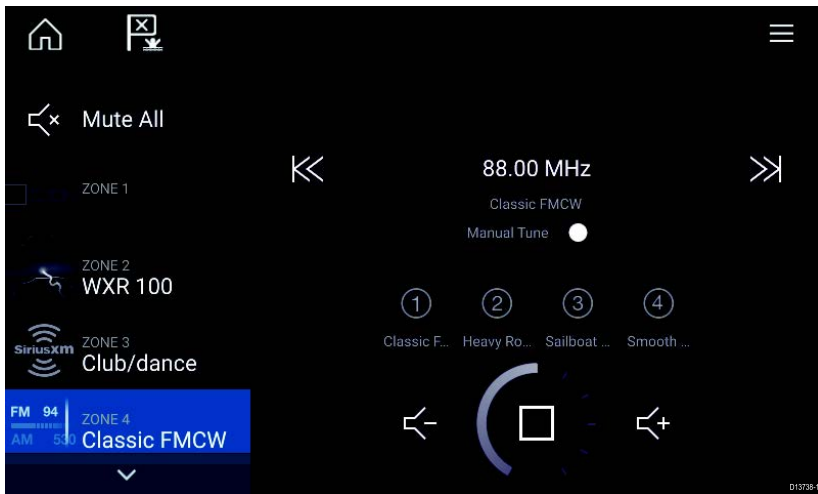 Mute All
ZONE 1
ZONE 2
WXR 100
SiriusXM
ZONE 3
Club/dance
FM 94
AM 530
ZONE 4
Classic FMCW
88.00 MHz
Classic FMCW
Manual Tune
1 2 3 4
Classic F... Heavy Ro... Sailboat ... Smooth ...
D13738-1